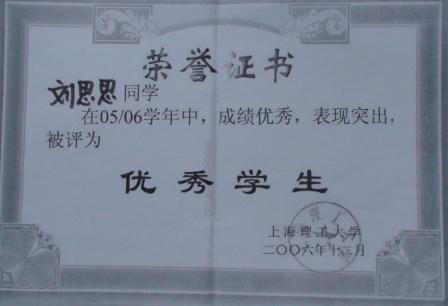 荣誉证书
刘思思同学
在05/06学年中，成绩优秀，表现突出，
被评为
优秀学生
上海理工大学
二〇〇六年十二月